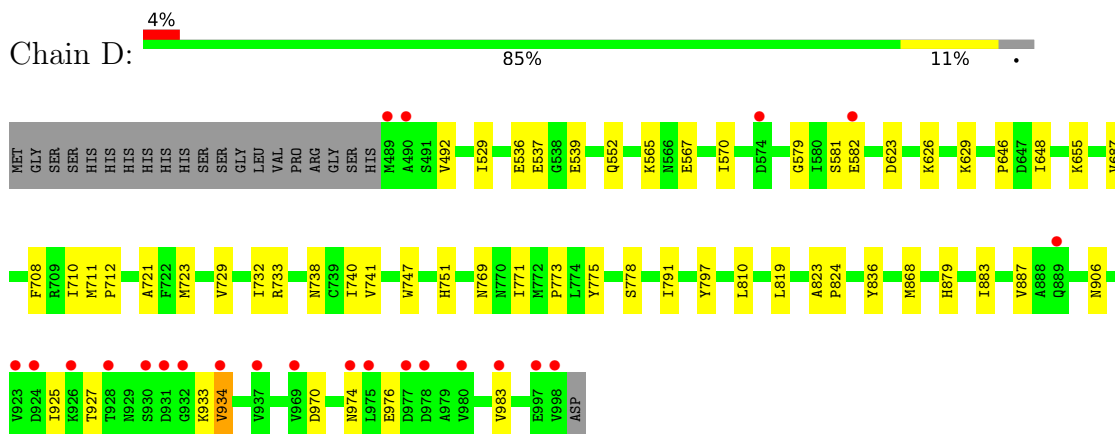 4%
Chain D:
85% 11% •
MET GLY SER SER HIS HIS HIS HIS HIS HIS SER SER GLY LEU VAL PRO ARG GLY SER HIS M489 A490 S491 V492 I529 E536 E537 G538 E539 Q552 K565 N566 E567 I570 D574 G579 I580 S581 E582 D623 K626 K629 P646 D647 I648 K655 V687
F708 R709 I710 M711 P712 A721 F722 M723 V729 I732 R733 N738 C739 I740 V741 W747 H751 N769 N770 I771 M772 P773 L774 Y775 S778 I791 Y797 L810 L819 A823 P824 Y836 M868 H879 I883 V887 A888 Q889 N906
V923 D924 I925 K926 T927 T928 N929 S930 D931 G932 K933 V934 V937 V969 D970 N974 L975 E976 D977 D978 A979 V980 V983 E997 V998 ASP